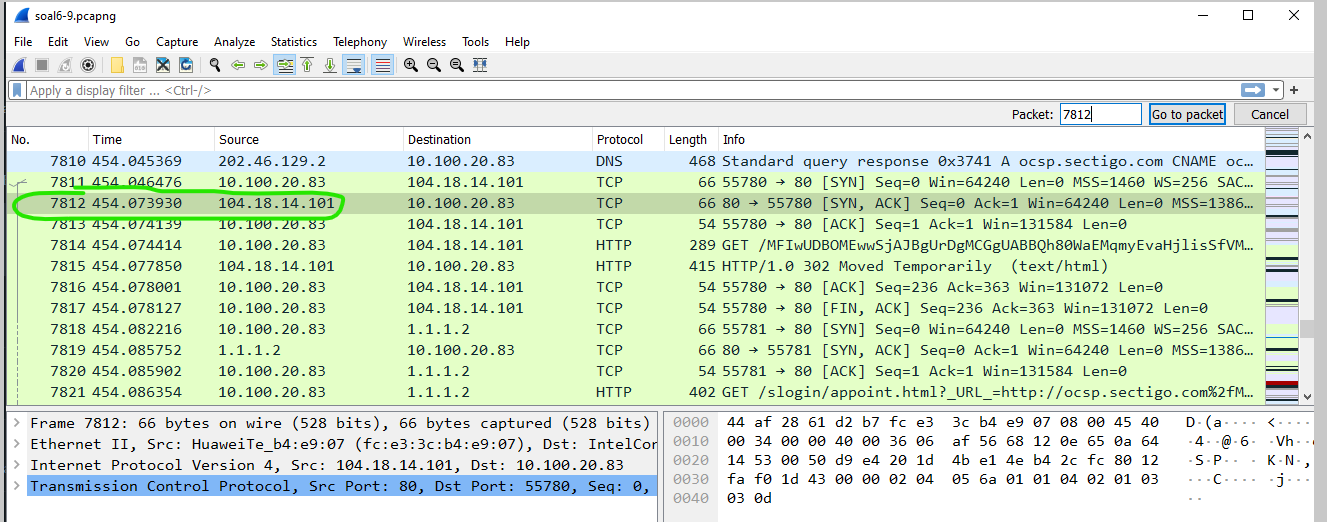 soal6-9.pcapng
File Edit View Go Capture Analyze Statistics Telephony Wireless Tools Help
Apply a display filter ... <Ctrl-/>
Packet: 7812 Go to packet Cancel
No. Time Source Destination Protocol Length Info
7810 454.045369 202.46.129.2 10.100.20.83 DNS 468 Standard query response 0x3741 A ocsp.sectigo.com CNAME oc…
7811 454.046476 10.100.20.83 104.18.14.101 TCP 66 55780 → 80 [SYN] Seq=0 Win=64240 Len=0 MSS=1460 WS=256 SAC…
7812 454.073930 104.18.14.101 10.100.20.83 TCP 66 80 → 55780 [SYN, ACK] Seq=0 Ack=1 Win=64240 Len=0 MSS=1386…
7813 454.074139 10.100.20.83 104.18.14.101 TCP 54 55780 → 80 [ACK] Seq=1 Ack=1 Win=131584 Len=0
7814 454.074414 10.100.20.83 104.18.14.101 HTTP 289 GET /MFIwUDBOMEwwSjAJBgUrDgMCGgUABBQh80WaEMqmyEvaHjlisSfVM…
7815 454.077850 104.18.14.101 10.100.20.83 HTTP 415 HTTP/1.0 302 Moved Temporarily (text/html)
7816 454.078001 10.100.20.83 104.18.14.101 TCP 54 55780 → 80 [ACK] Seq=236 Ack=363 Win=131072 Len=0
7817 454.078127 10.100.20.83 104.18.14.101 TCP 54 55780 → 80 [FIN, ACK] Seq=236 Ack=363 Win=131072 Len=0
7818 454.082216 10.100.20.83 1.1.1.2 TCP 66 55781 → 80 [SYN] Seq=0 Win=64240 Len=0 MSS=1460 WS=256 SAC…
7819 454.085752 1.1.1.2 10.100.20.83 TCP 66 80 → 55781 [SYN, ACK] Seq=0 Ack=1 Win=64240 Len=0 MSS=1386…
7820 454.085902 10.100.20.83 1.1.1.2 TCP 54 55781 → 80 [ACK] Seq=1 Ack=1 Win=131584 Len=0
7821 454.086354 10.100.20.83 1.1.1.2 HTTP 402 GET /slogin/appoint.html?_URL_=http://ocsp.sectigo.com%2fM…
Frame 7812: 66 bytes on wire (528 bits), 66 bytes captured (528 bits)
Ethernet II, Src: HuaweiTe_b4:e9:07 (fc:e3:3c:b4:e9:07), Dst: IntelCor
Internet Protocol Version 4, Src: 104.18.14.101, Dst: 10.100.20.83
Transmission Control Protocol, Src Port: 80, Dst Port: 55780, Seq: 0,
0000 44 af 28 61 d2 b7 fc e3 3c b4 e9 07 08 00 45 40 D·(a···· <·····E@
0010 00 34 00 00 40 00 36 06 af 56 68 12 0e 65 0a 64 ·4··@·6· ·Vh··e·d
0020 14 53 00 50 d9 e4 20 1d 4b e1 4e b4 2c fc 80 12 ·S·P·· · K·N·,···
0030 fa f0 1d 43 00 00 02 04 05 6a 01 01 04 02 01 03 ···C···· ·j······
0040 03 0d ··